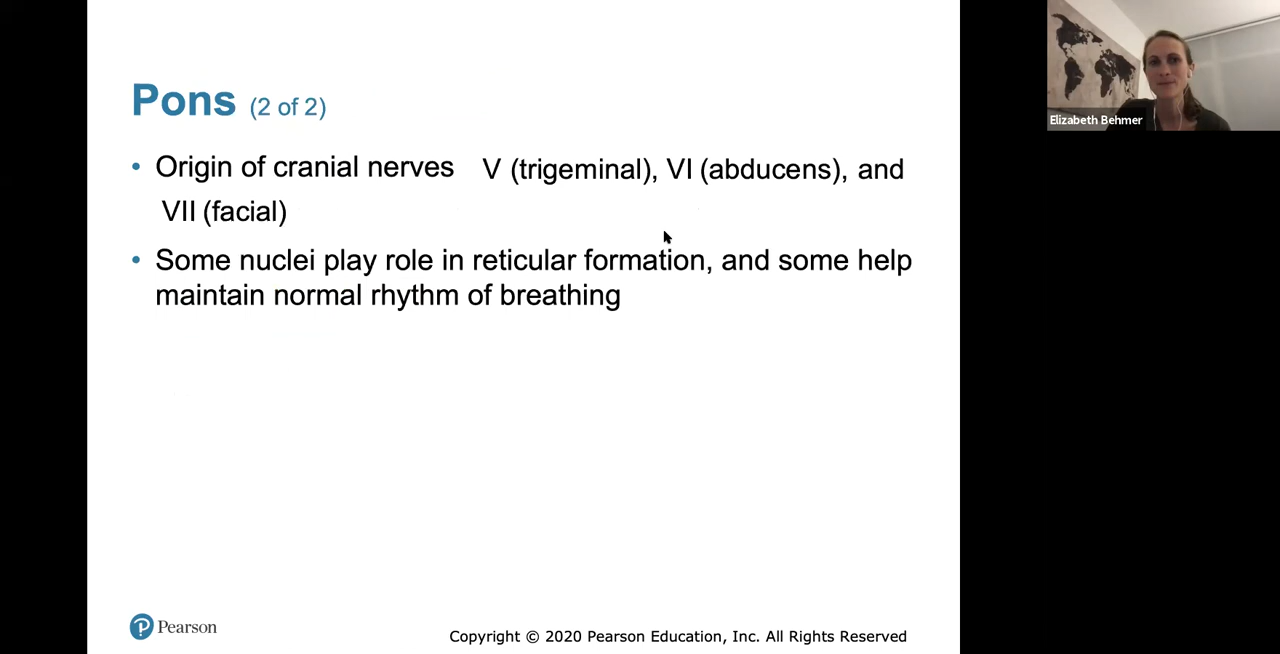 Pons (2 of 2)
• Origin of cranial nerves V (trigeminal), VI (abducens), and
VII (facial)
• Some nuclei play role in reticular formation, and some help
maintain normal rhythm of breathing
Elizabeth Behmer
P Pearson
Copyright © 2020 Pearson Education, Inc. All Rights Reserved